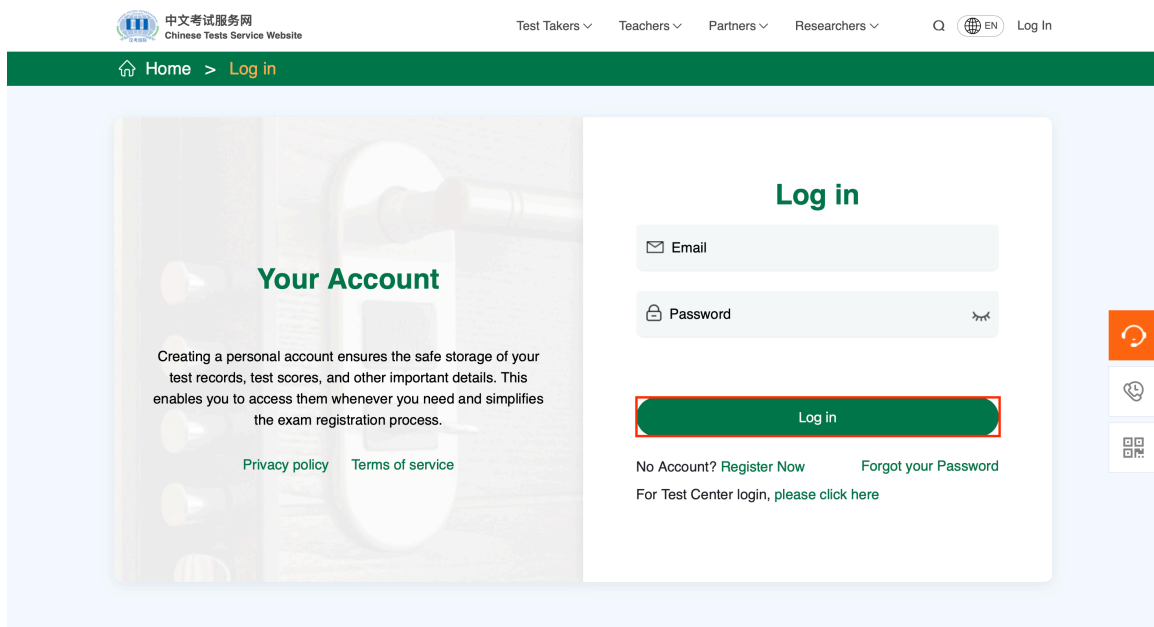 中文考试服务网
Chinese Tests Service Website
Test Takers
Teachers
Partners
Researchers
EN
Log In
Home > Log in
Your Account
Creating a personal account ensures the safe storage of your
test records, test scores, and other important details. This
enables you to access them whenever you need and simplifies
the exam registration process.
Privacy policy
Terms of service
Log in
Email
Password
Log in
No Account? Register Now
Forgot your Password
For Test Center login, please click here